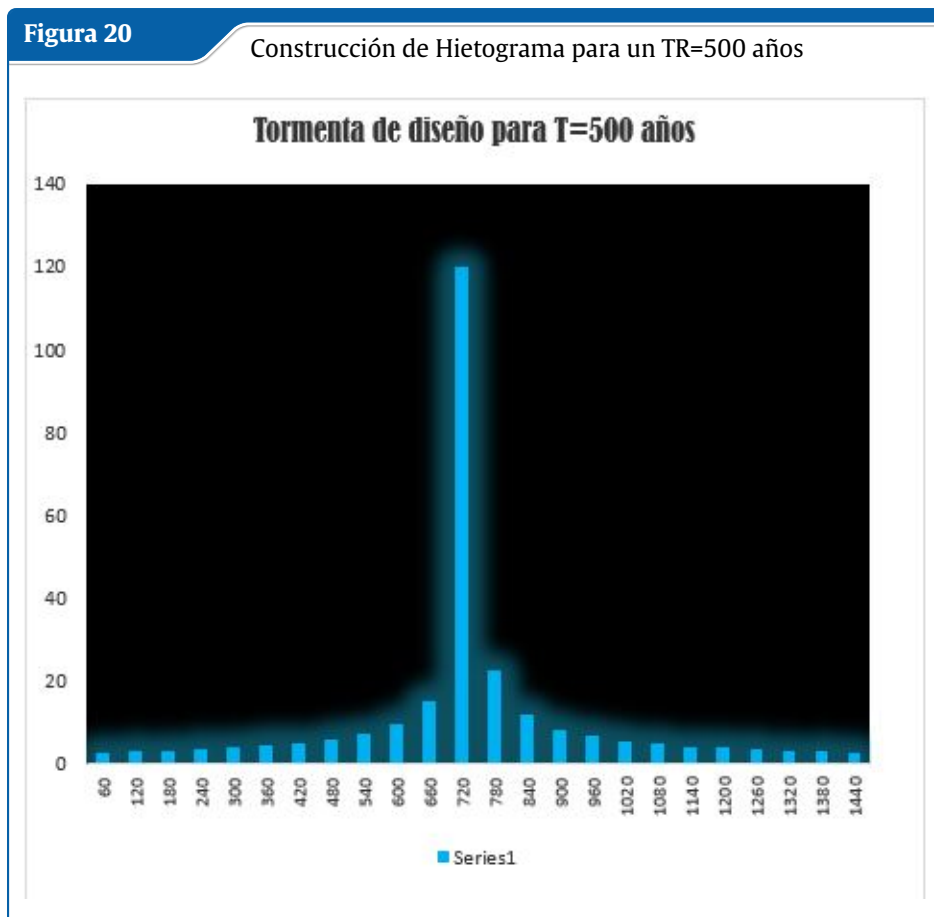 Figura 20
Construcción de Hietograma para un TR=500 años
Tormenta de diseño para T=500 años
140
120
100
80
60
40
20
0
60 120 180 240 300 360 420 480 540 600 660 720 780 840 900 960 1020 1080 1140 1200 1260 1320 1380 1440
Series1